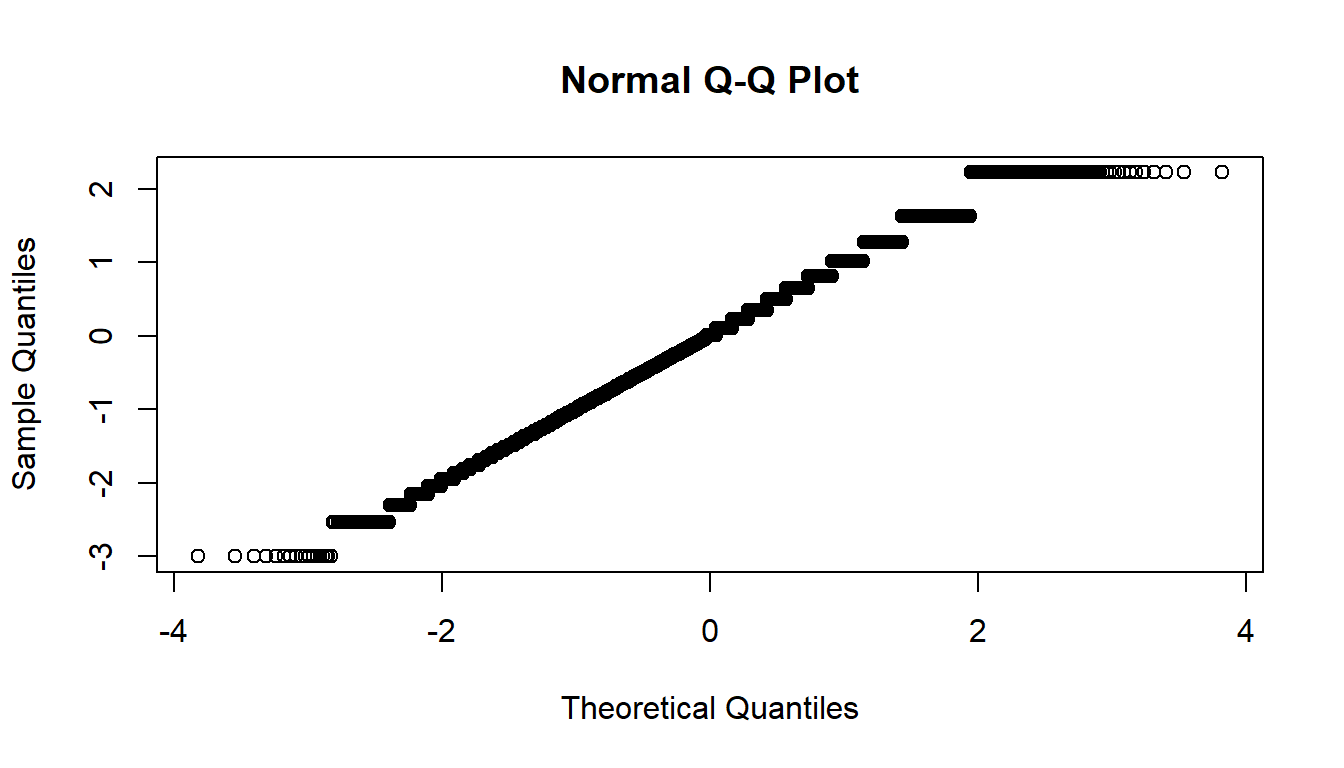 Normal Q-Q Plot
Sample Quantiles
2
1
0
-1
-2
-3
-4 -2 0 2 4
Theoretical Quantiles